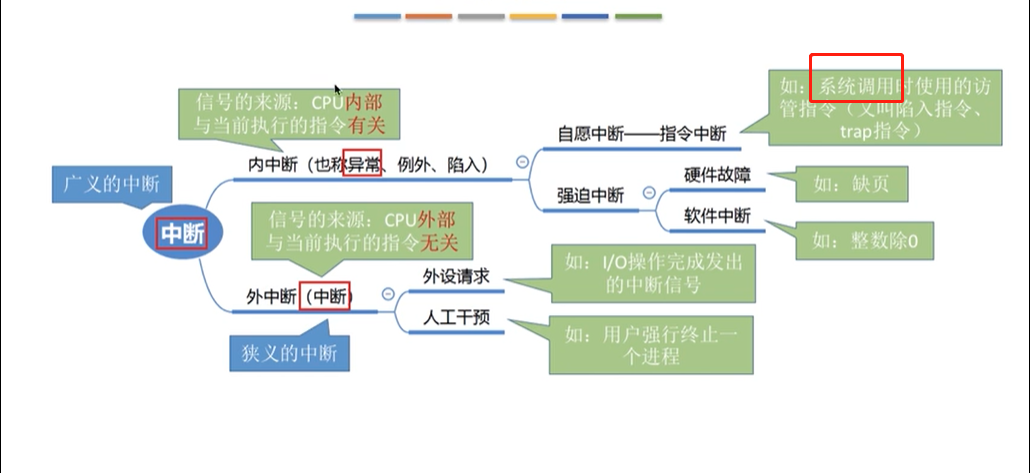 信号的来源：CPU内部
与当前执行的指令有关
如：系统调用时使用的访
管指令（又叫陷入指令、
trap指令）
自愿中断——指令中断
内中断（也称异常、例外、陷入）
广义的中断
硬件故障
如：缺页
强迫中断
软件中断
如：整数除0
中断
信号的来源：CPU外部
与当前执行的指令无关
外设请求
如：I/O操作完成发出
的中断信号
外中断（中断）
人工干预
如：用户强行终止一
个进程
狭义的中断